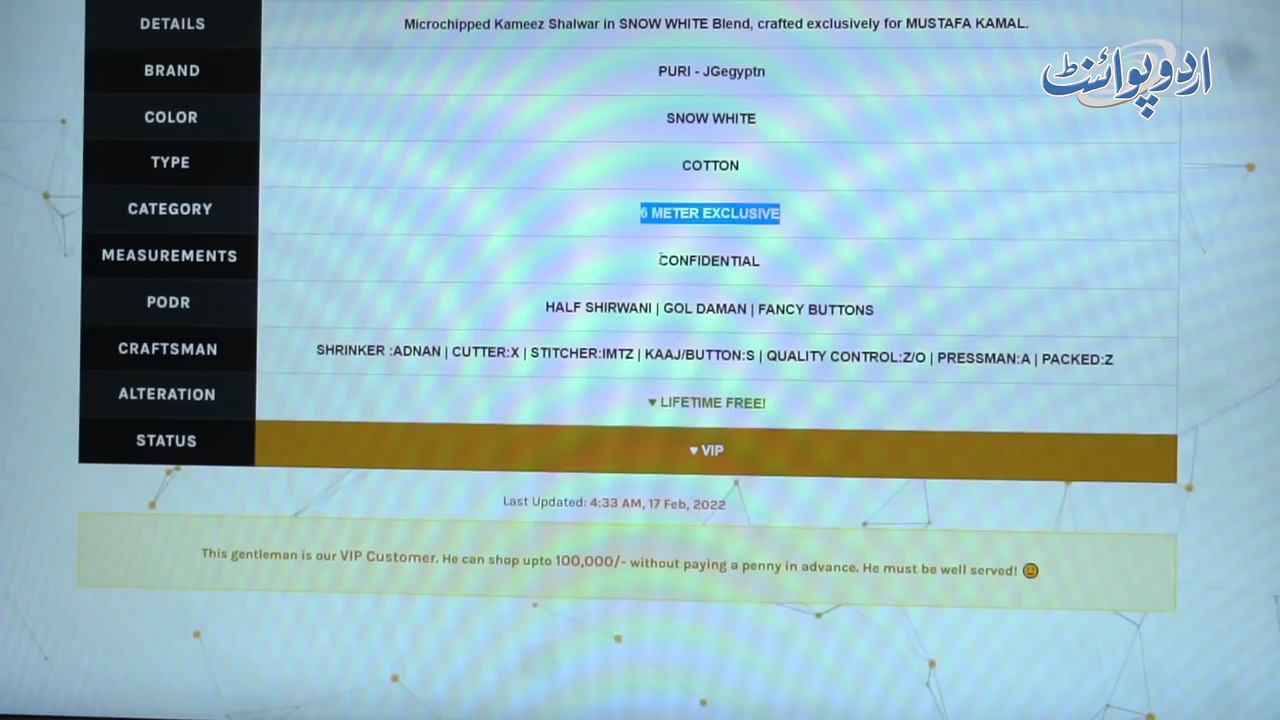 DETAILS Microchipped Kameez Shalwar in SNOW WHITE Blend, crafted exclusively for MUSTAFA KAMAL.
اردو پوائنٹ
BRAND PURI - JGegyptn
COLOR SNOW WHITE
TYPE COTTON
CATEGORY 6 METER EXCLUSIVE
MEASUREMENTS CONFIDENTIAL
PODR HALF SHIRWANI | GOL DAMAN | FANCY BUTTONS
CRAFTSMAN SHRINKER :ADNAN | CUTTER:X | STITCHER:IMTZ | KAAJ/BUTTON:S | QUALITY CONTROL:Z/O | PRESSMAN:A | PACKED:Z
ALTERATION ♥ LIFETIME FREE!
STATUS ♥ VIP
Last Updated: 4:33 AM, 17 Feb, 2022
This gentleman is our VIP Customer. He can shop upto 100,000/- without paying a penny in advance. He must be well served! 😀